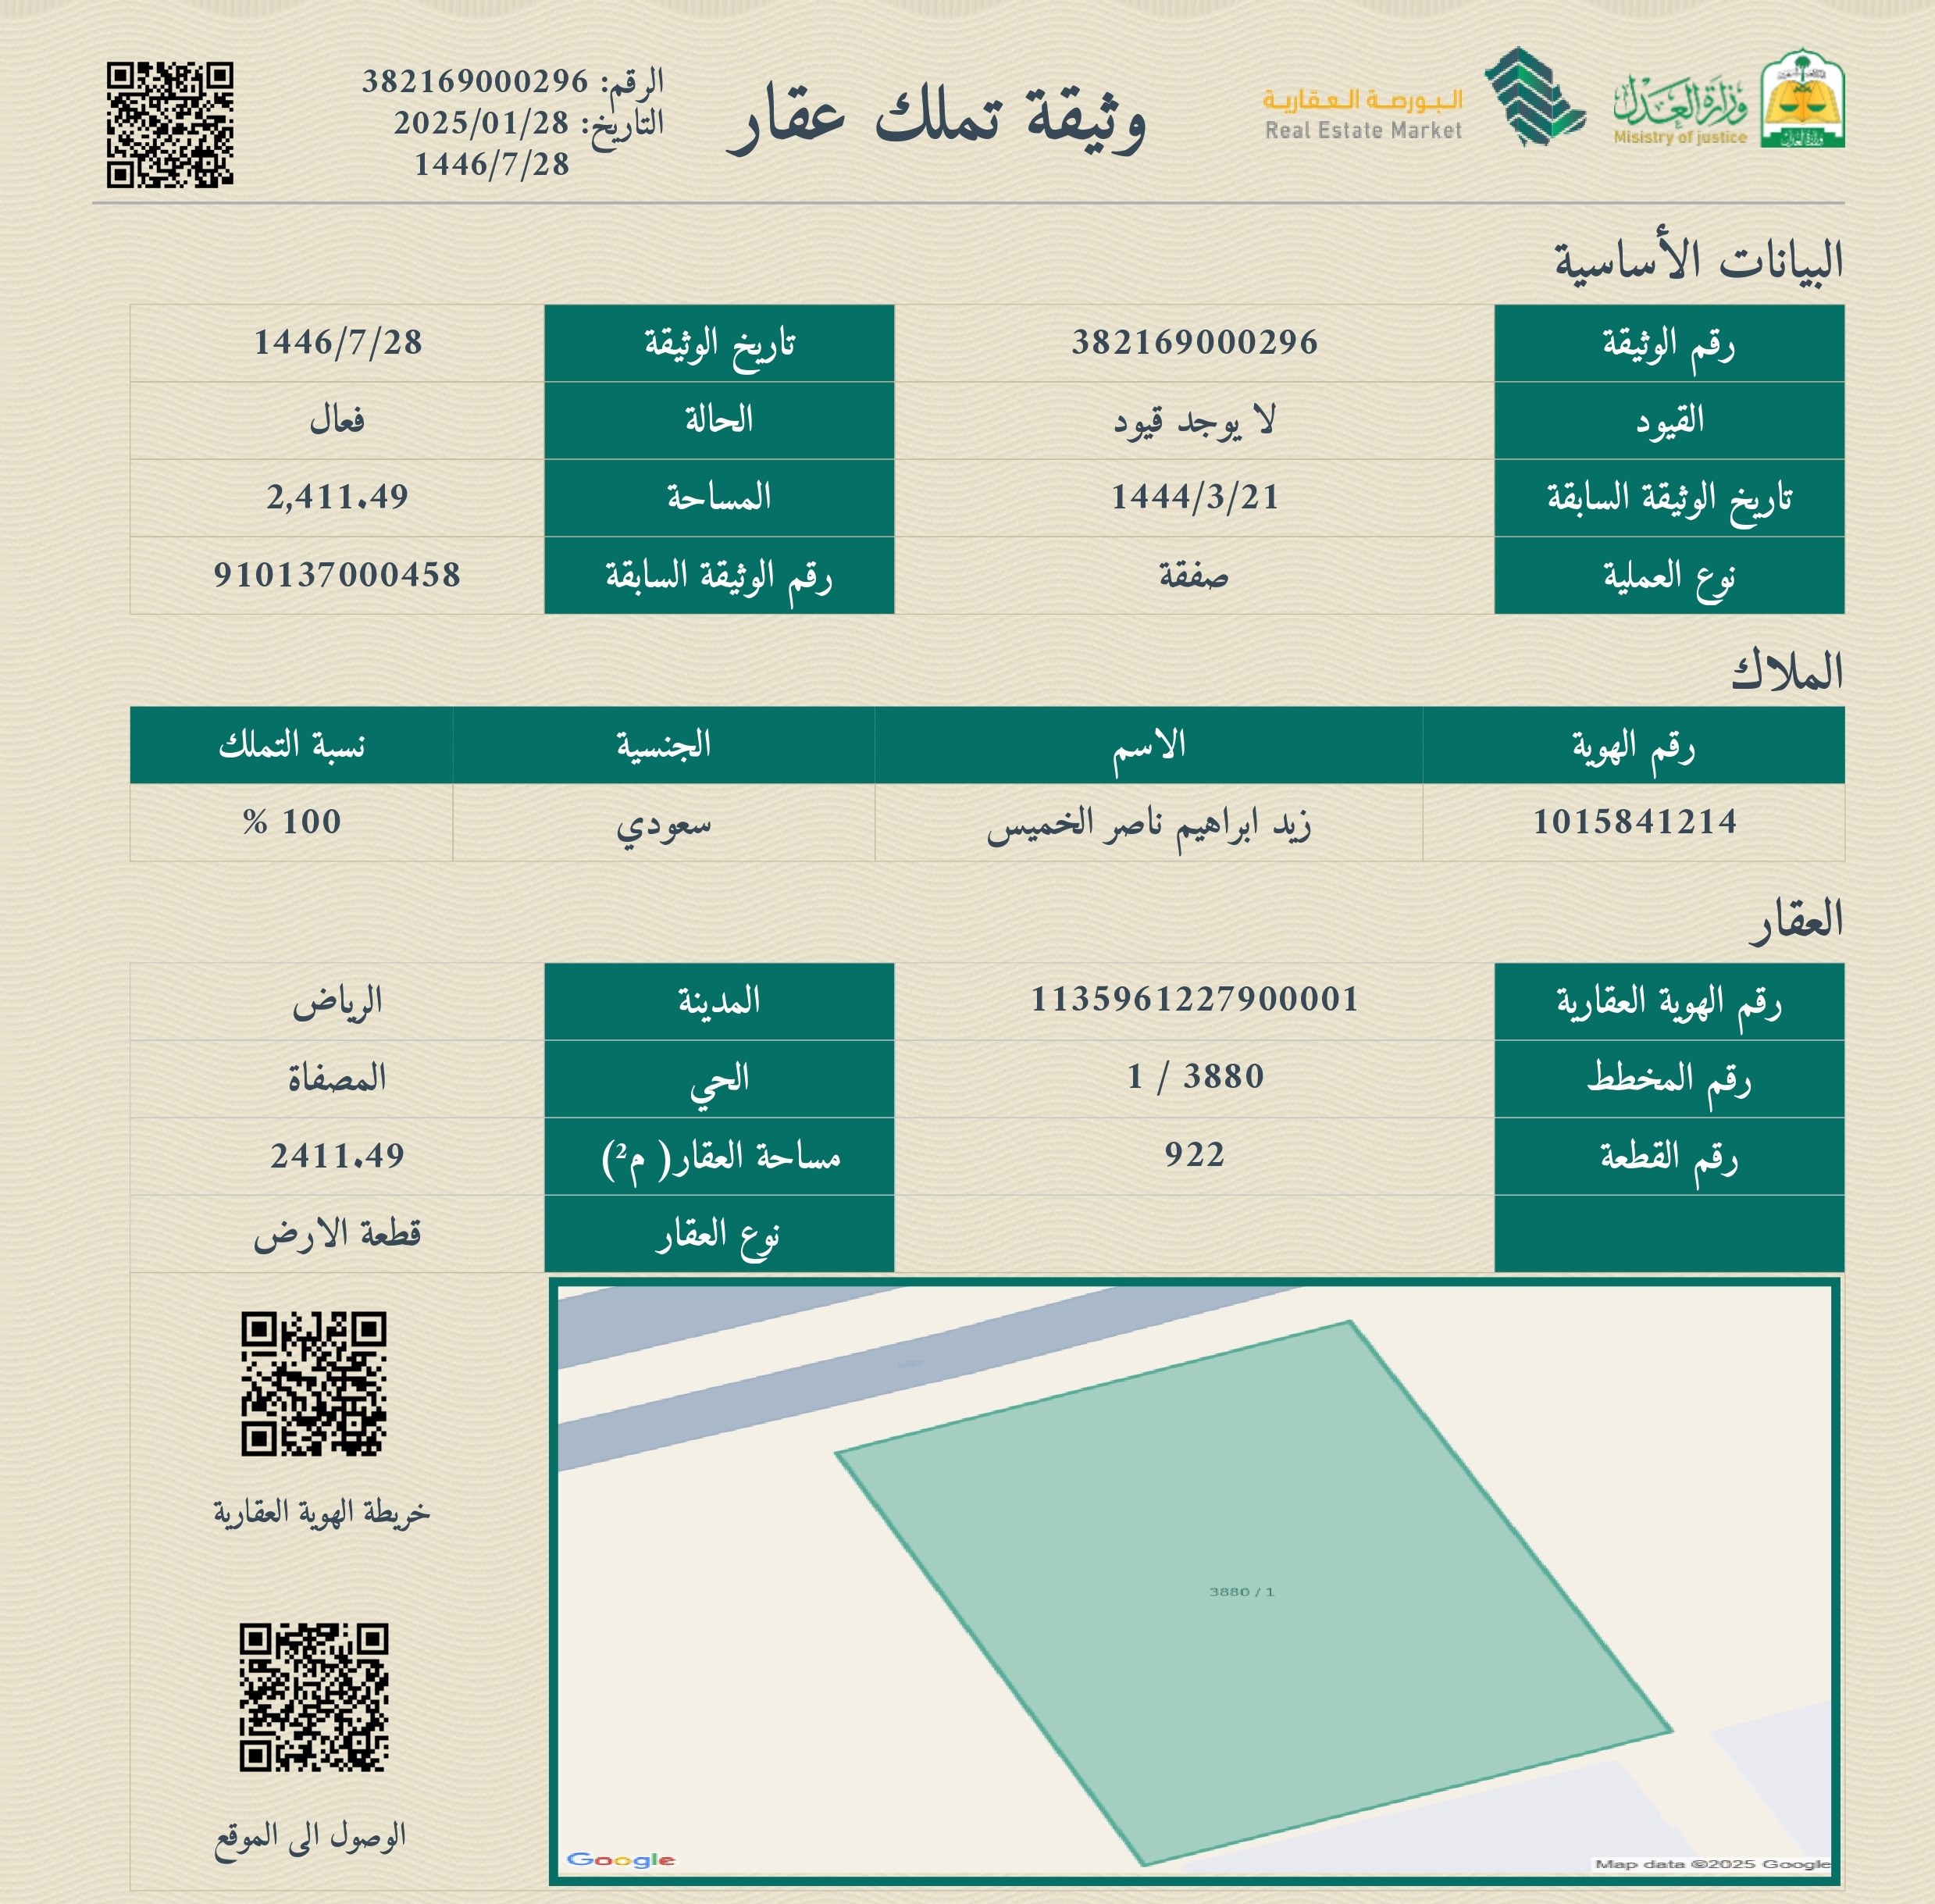 وزارة العدل
Misistry of justice
البورصة العقارية
Real Estate Market
وثيقة تملك عقار
الرقم: 382169000296
التاريخ: 2025/01/28
1446/7/28
البيانات الأساسية
رقم الوثيقة 382169000296 تاريخ الوثيقة 1446/7/28
القيود لا يوجد قيود الحالة فعال
تاريخ الوثيقة السابقة 1444/3/21 المساحة 2,411.49
نوع العملية صفقة رقم الوثيقة السابقة 910137000458
الملاك
رقم الهوية الاسم الجنسية نسبة التملك
1015841214 زيد ابراهيم ناصر الخميس سعودي 100 %
العقار
رقم الهوية العقارية 1135961227900001 المدينة الرياض
رقم المخطط 3880 / 1 الحي المصفاة
رقم القطعة 922 مساحة العقار( م²) 2411.49
نوع العقار قطعة الارض
3880 / 1
Google
Map data ©2025 Google
خريطة الهوية العقارية
الوصول الى الموقع